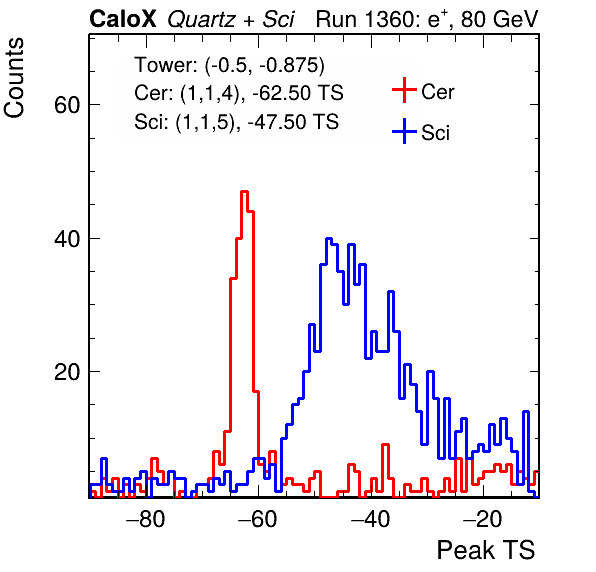 CaloX Quartz + Sci Run 1360: e+, 80 GeV
Counts
Tower: (-0.5, -0.875)
Cer: (1,1,4), -62.50 TS
Sci: (1,1,5), -47.50 TS
Cer
Sci
60
40
20
−80 −60 −40 −20
Peak TS